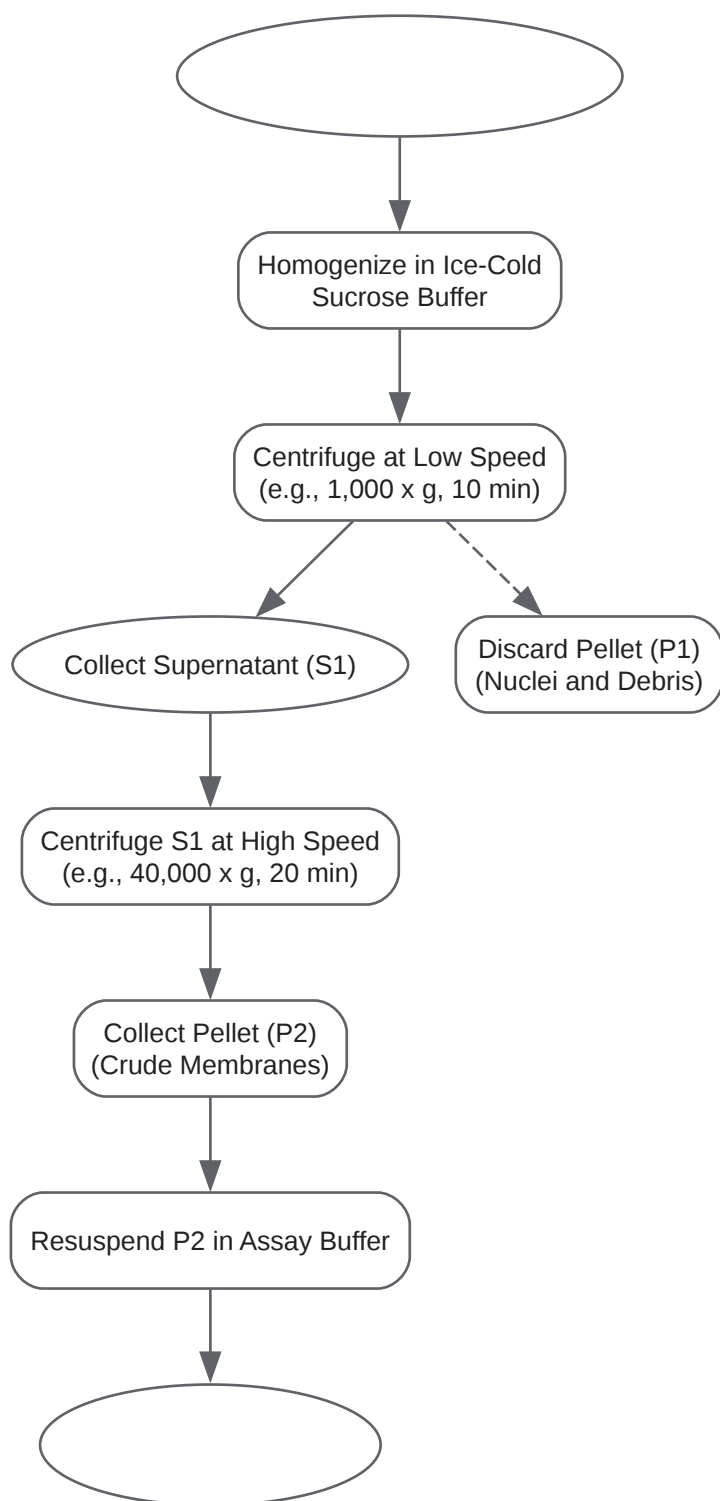 Homogenize in Ice-Cold
Sucrose Buffer
Centrifuge at Low Speed
(e.g., 1,000 x g, 10 min)
Collect Supernatant (S1)
Discard Pellet (P1)
(Nuclei and Debris)
Centrifuge S1 at High Speed
(e.g., 40,000 x g, 20 min)
Collect Pellet (P2)
(Crude Membranes)
Resuspend P2 in Assay Buffer